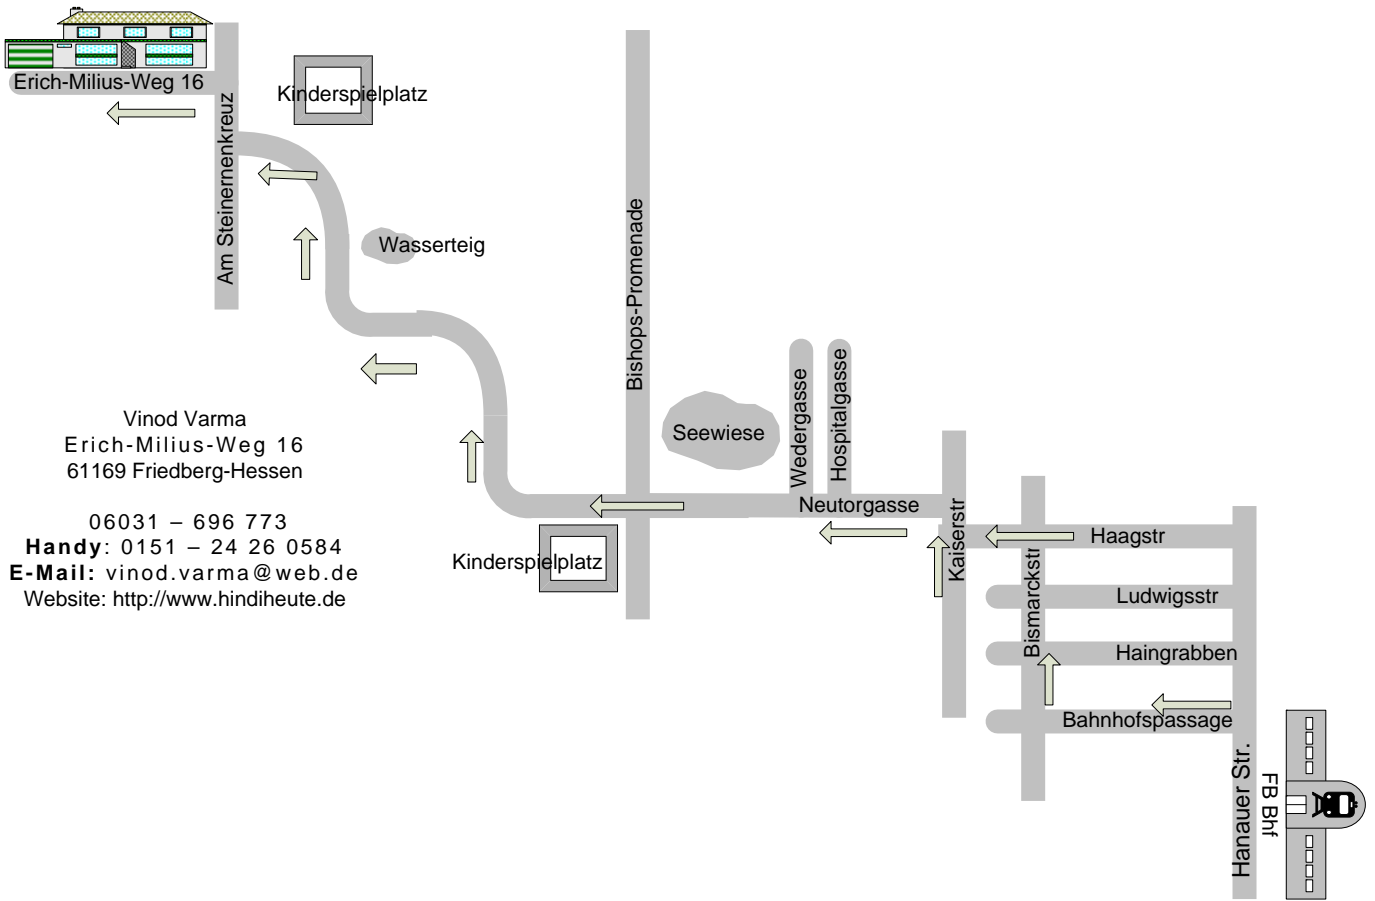 Erich-Milius-Weg 16
Kinderspielplatz
Am Steinernenkreuz
Wasserteig
Bishops-Promenade
Vinod Varma
Erich-Milius-Weg 16
61169 Friedberg-Hessen
06031 – 696 773
Handy: 0151 – 24 26 0584
E-Mail: vinod.varma@web.de
Website: http://www.hindiheute.de
Seewiese
Wedergasse
Hospitalgasse
Neutorgasse
Kinderspielplatz
Kaiserstr
Haagstr
Bismarckstr
Ludwigsstr
Haingrabben
Bahnhofspassage
Hanauer Str.
FB Bhf